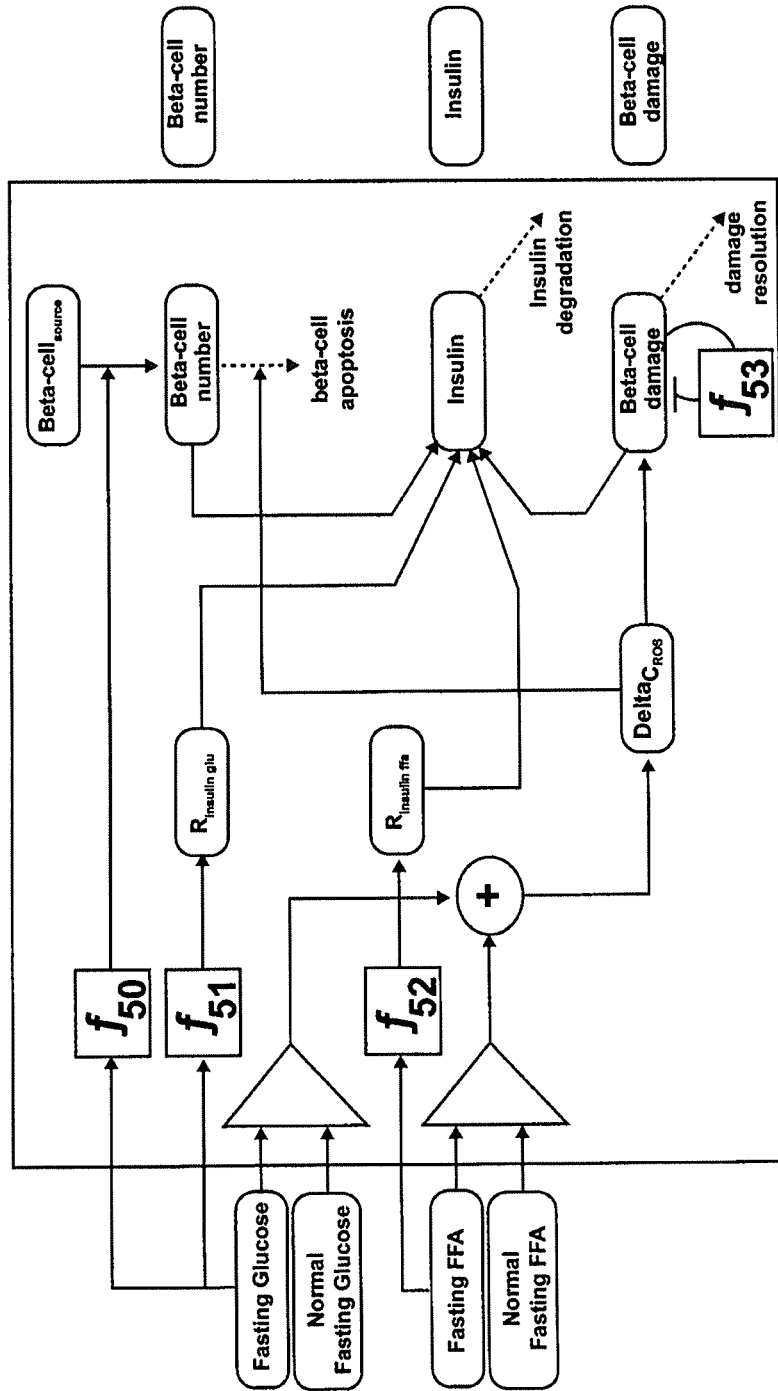 Fasting Glucose
Normal
Fasting Glucose
Fasting FFA
Normal
Fasting FFA
f50
f51
f52
+
R Insulin glu
R Insulin ffa
DeltaCROS
Beta-cell source
Beta-cell
number
beta-cell
apoptosis
Insulin
Insulin
degradation
Beta-cell
damage
f53
damage
resolution
Beta-cell
number
Insulin
Beta-cell
damage